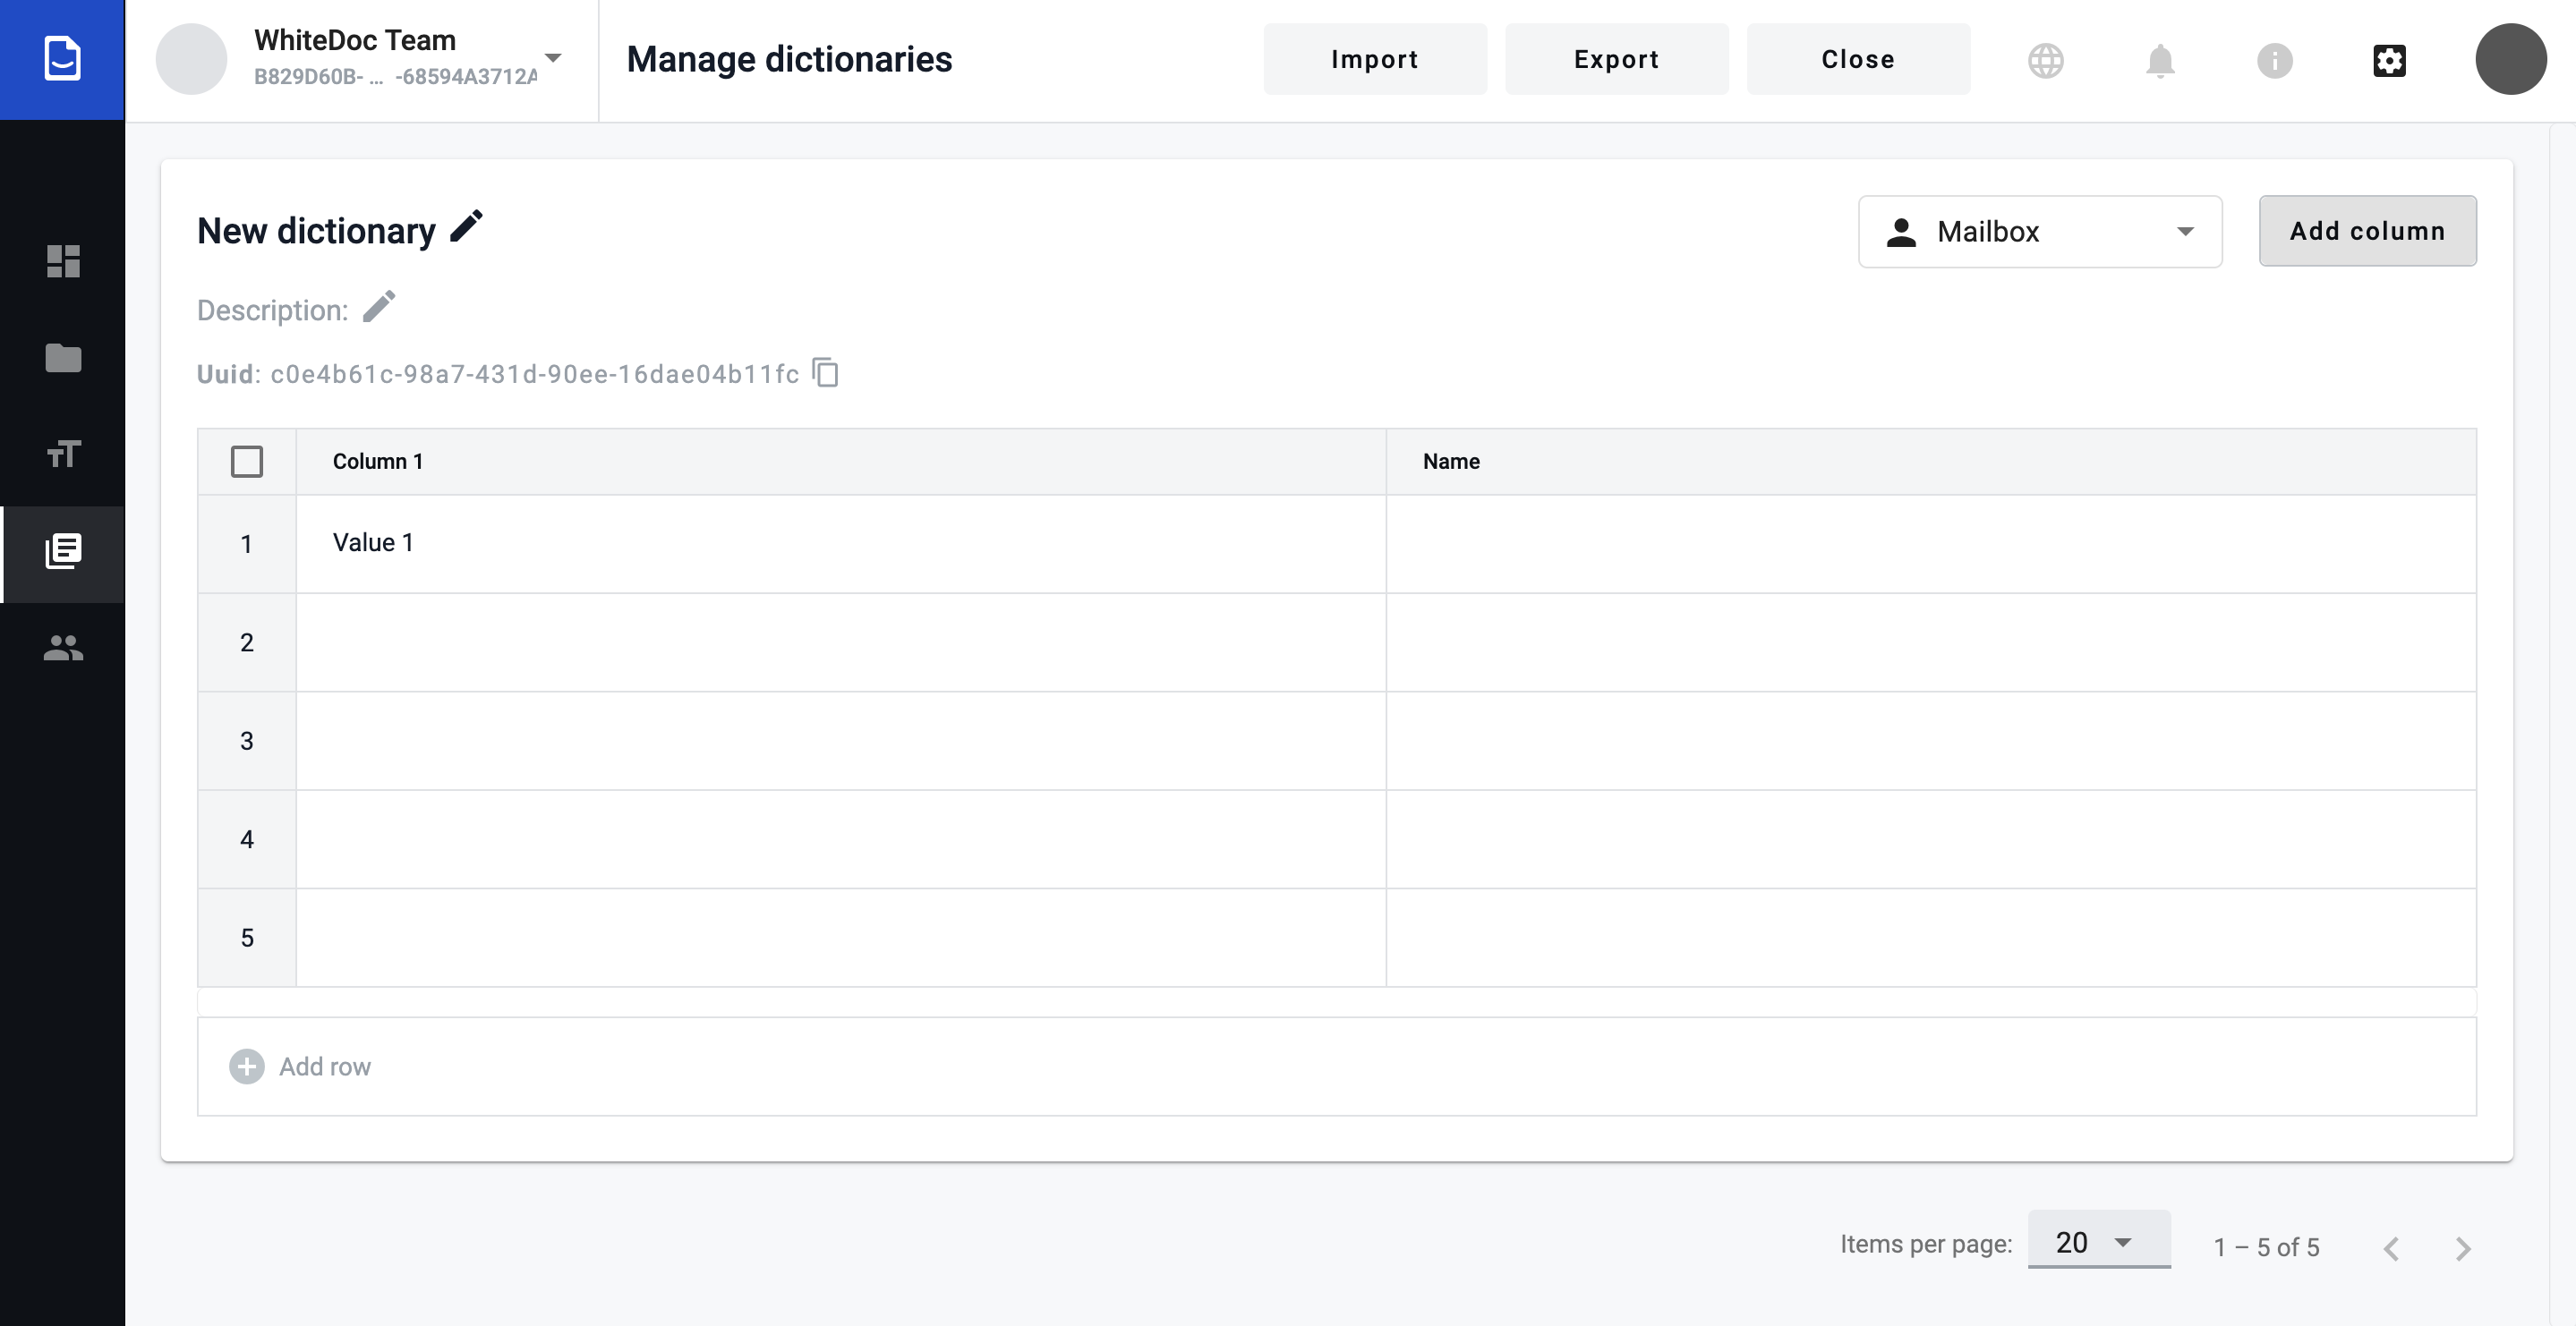 WhiteDoc Team
B829D60B- ... -68594A3712A
Manage dictionaries
Import
Export
Close
New dictionary
Mailbox
Add column
Description:
Uuid: c0e4b61c-98a7-431d-90ee-16dae04b11fc
Column 1
Name
1
Value 1
2
3
4
5
Add row
Items per page:
20
1 – 5 of 5